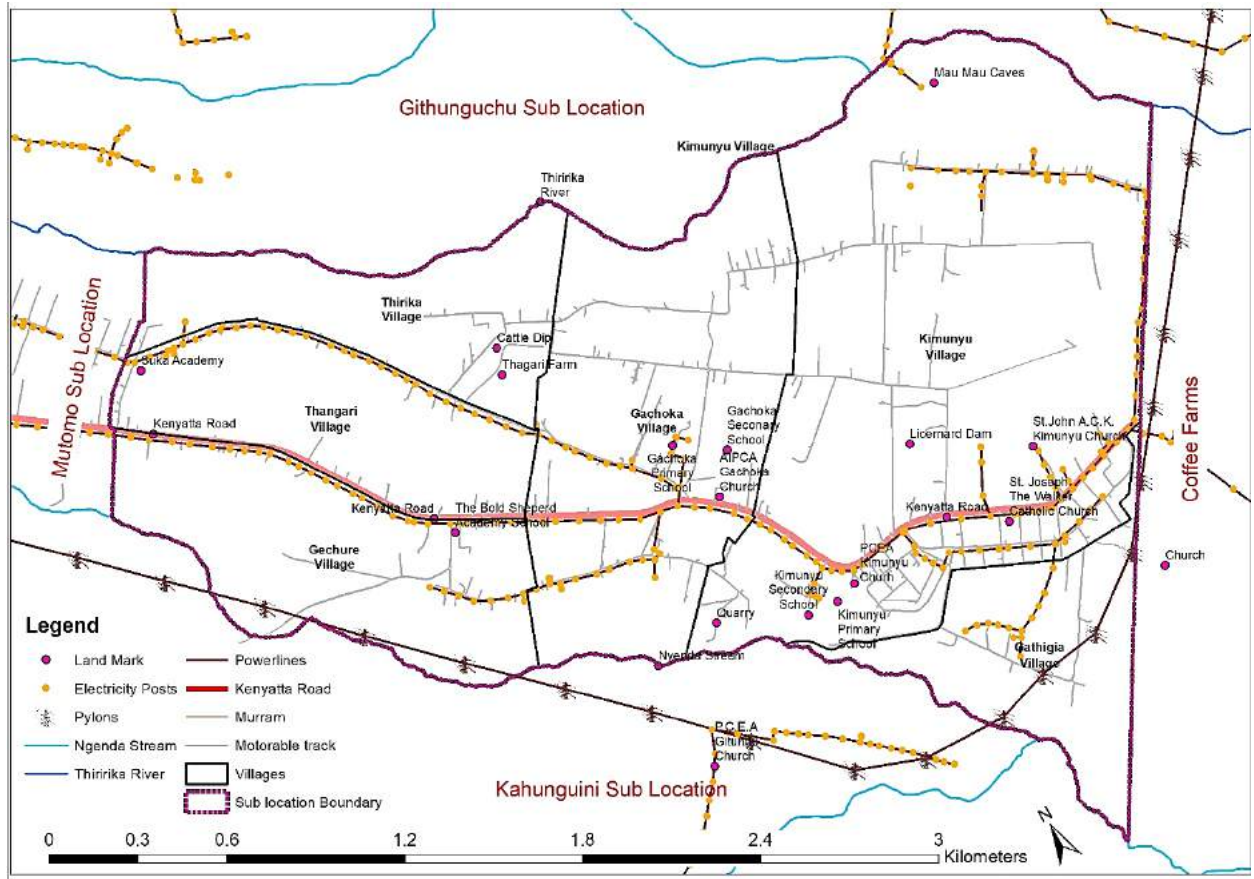 Mau Mau Caves
Githunguchu Sub Location
Kimunyu Village
Thiririka
River
Mutomo Sub Location
Thiririka
Village
Cattle Dip
Thagari Farm
Kimunyu
Village
Suka Academy
Kenyatta Road
Thangari
Village
Gachoka
Village
Gachoka
Seconary
School
Gachoka
Primary
School
AIPCA
Gachoka
Church
Licernard Dam
St.John A.C.K.
Kimunyu Church
Coffee Farms
St. Joseph
The Walker
Catholic Church
Kenyatta Road
Kenyatta Road
The Bold Sheperd
Academy School
Gechure
Village
PCEA
Kimunyu
Churh
Kimunyu
Secondary
School
Kimunyu
Primary
School
Church
Quarry
Nyenda Stream
Gathigia
Village
P.C.E.A
Gitunge
Church
Kahunguini Sub Location
Legend
Land Mark
Electricity Posts
Pylons
Ngenda Stream
Thiririka River
Powerlines
Kenyatta Road
Murram
Motorable track
Villages
Sub location Boundary
N
0 0.3 0.6 1.2 1.8 2.4 3
Kilometers